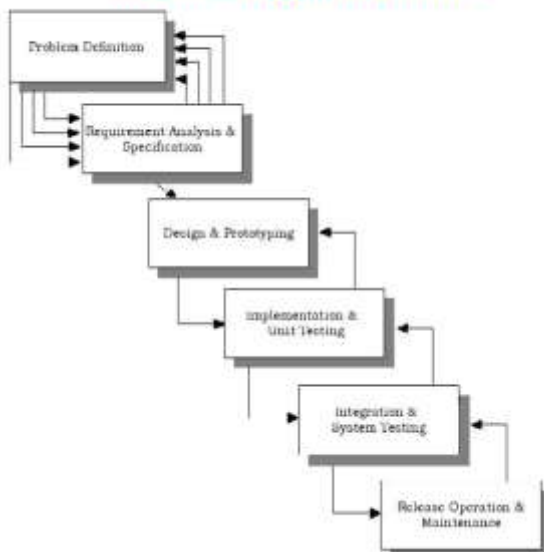 Problem Definition
Requirement Analysis &
Specification
Design & Prototyping
Implementation &
Unit Testing
Integration &
System Testing
Release Operation &
Maintenance